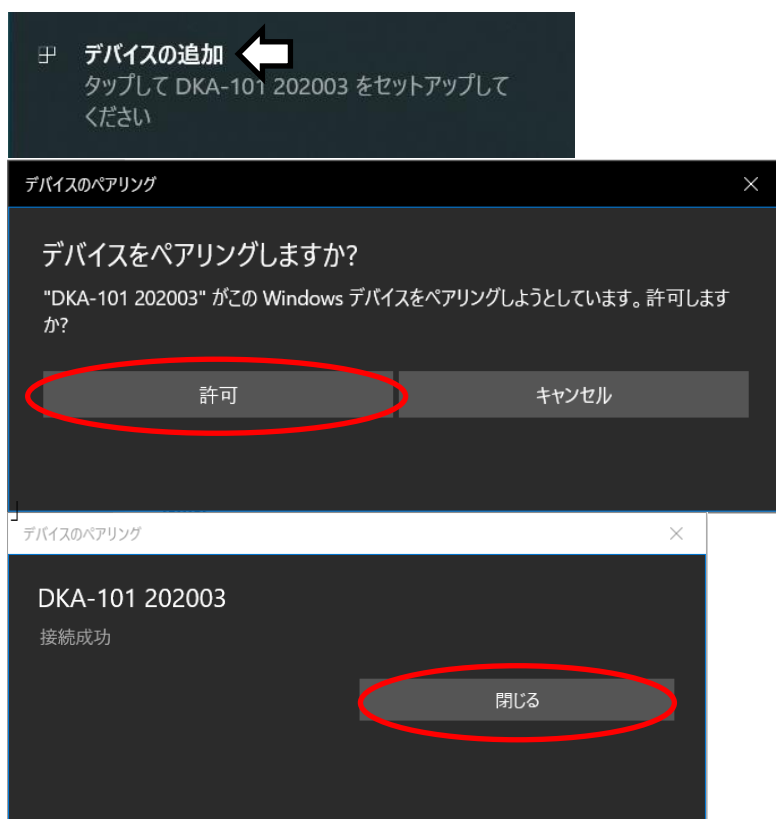 デバイスの追加
タップして DKA-101 202003 をセットアップして
ください
デバイスのペアリング
デバイスをペアリングしますか?
"DKA-101 202003" がこの Windows デバイスをペアリングしようとしています。許可します
か?
許可 キャンセル
」
デバイスのペアリング
DKA-101 202003
接続成功
閉じる